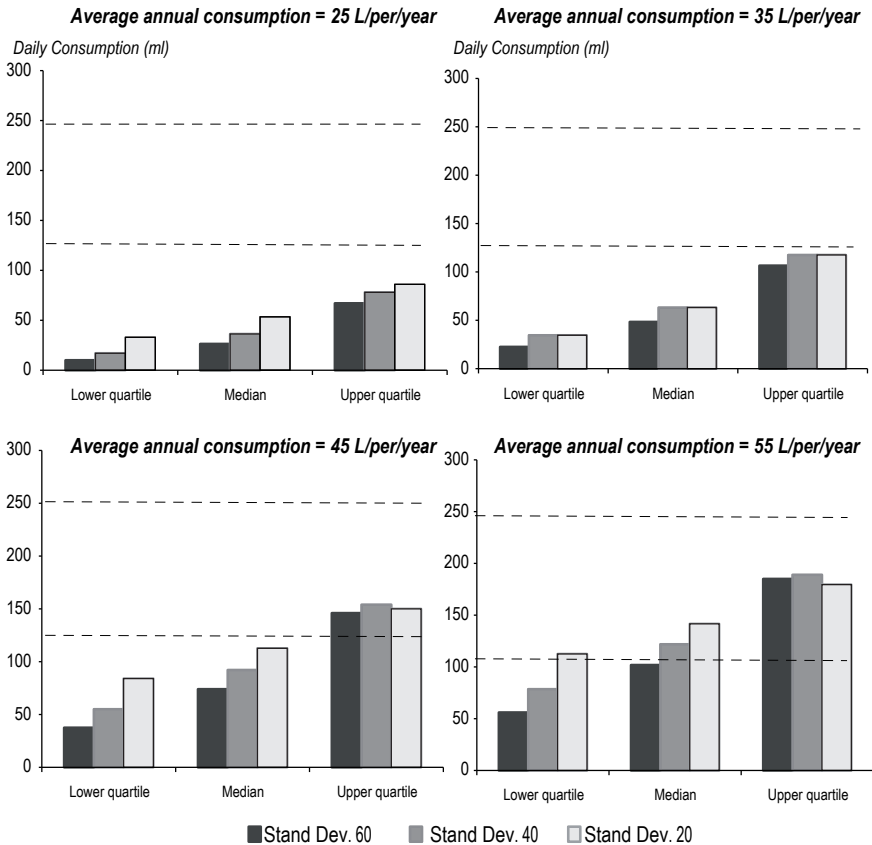 Average annual consumption = 25 L/per/year
Daily Consumption (ml)
300
250
200
150
100
50
0
Lower quartile Median Upper quartile
Average annual consumption = 35 L/per/year
Daily Consumption (ml)
300
250
200
150
100
50
0
Lower quartile Median Upper quartile
Average annual consumption = 45 L/per/year
300
250
200
150
100
50
0
Lower quartile Median Upper quartile
Average annual consumption = 55 L/per/year
300
250
200
150
100
50
0
Lower quartile Median Upper quartile
Stand Dev. 60 Stand Dev. 40 Stand Dev. 20